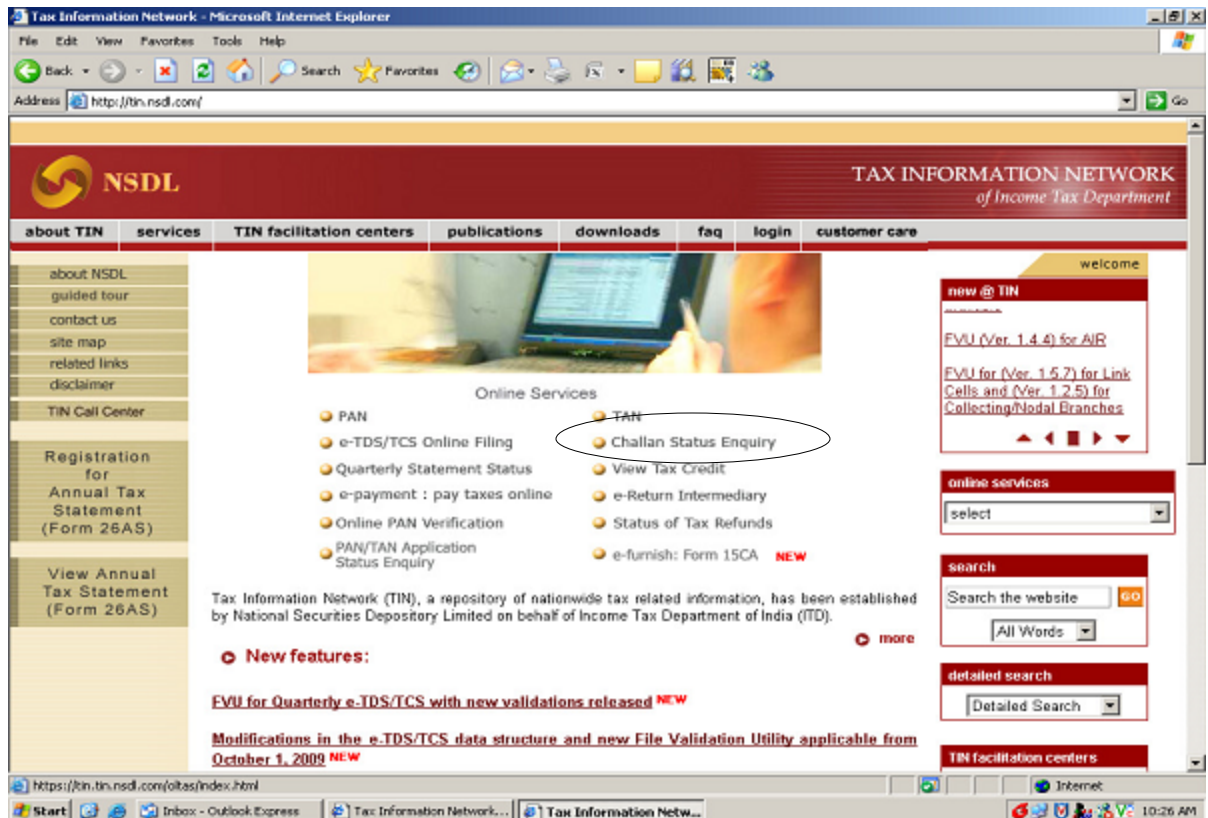 Tax Information Network - Microsoft Internet Explorer
File Edit View Favorites Tools Help
Back Search Favorites
Address http://tin.nsdl.com/ Go
NSDL
TAX INFORMATION NETWORK
of Income Tax Department
about TIN services TIN facilitation centers publications downloads faq login customer care
about NSDL
guided tour
contact us
site map
related links
disclaimer
TIN Call Center
Registration
for
Annual Tax
Statement
(Form 26AS)
View Annual
Tax Statement
(Form 26AS)
Online Services
PAN
TAN
e-TDS/TCS Online Filing
Challan Status Enquiry
Quarterly Statement Status
View Tax Credit
e-payment : pay taxes online
e-Return Intermediary
Online PAN Verification
Status of Tax Refunds
PAN/TAN Application
Status Enquiry
e-furnish: Form 15CA NEW
Tax Information Network (TIN), a repository of nationwide tax related information, has been established
by National Securities Depository Limited on behalf of Income Tax Department of India (ITD).
more
New features:
FVU for Quarterly e-TDS/TCS with new validations released NEW
Modifications in the e-TDS/TCS data structure and new File Validation Utility applicable from
October 1, 2009 NEW
welcome
new @ TIN
FVU (Ver. 1.4.4) for AIR
FVU for (Ver. 1.5.7) for Link
Cells and (Ver. 1.2.5) for
Collecting/Nodal Branches
online services
select
search
Search the website GO
All Words
detailed search
Detailed Search
TIN facilitation centers
https://tin.tin.nsdl.com/oltas/index.html Internet
Start Inbox - Outlook Express Tax Information Network... Tax Information Netw... 10:26 AM